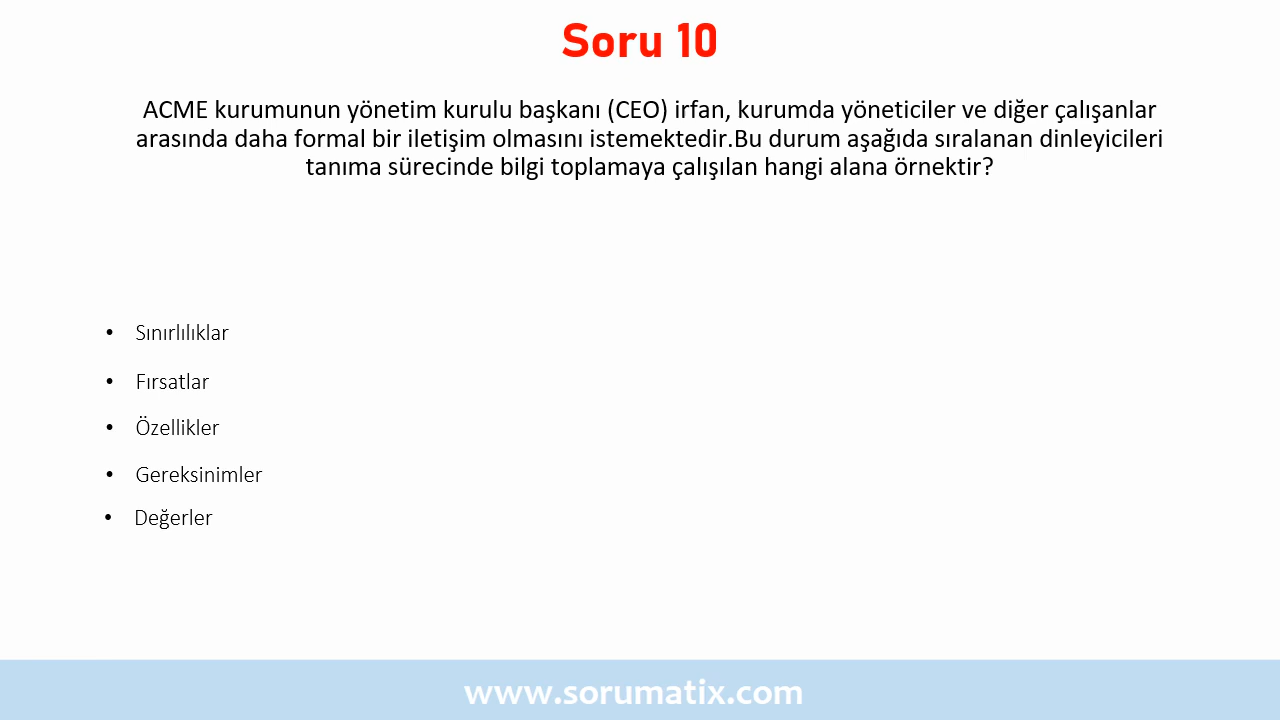 Soru 10
ACME kurumunun yönetim kurulu başkanı (CEO) irfan, kurumda yöneticiler ve diğer çalışanlar
arasında daha formal bir iletişim olmasını istemektedir.Bu durum aşağıda sıralanan dinleyicileri
tanıma sürecinde bilgi toplamaya çalışılan hangi alana örnektir?
• Sınırlılıklar
• Fırsatlar
• Özellikler
• Gereksinimler
• Değerler
www.sorumatix.com